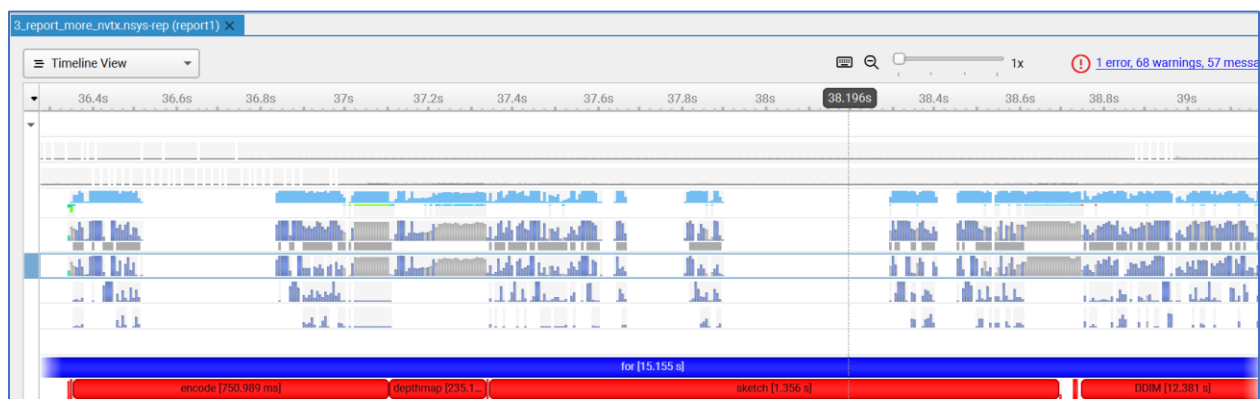 3_report_more_nvtx.nsys-rep (report1)
Timeline View
1x
1 error, 68 warnings, 57 messa
36.4s 36.6s 36.8s 37s 37.2s 37.4s 37.6s 37.8s 38s 38.196s 38.4s 38.6s 38.8s 39s
for [15.155 s]
encode [750.989 ms] depthmap [235.1... sketch [1.356 s] DDIM [12.381 s]